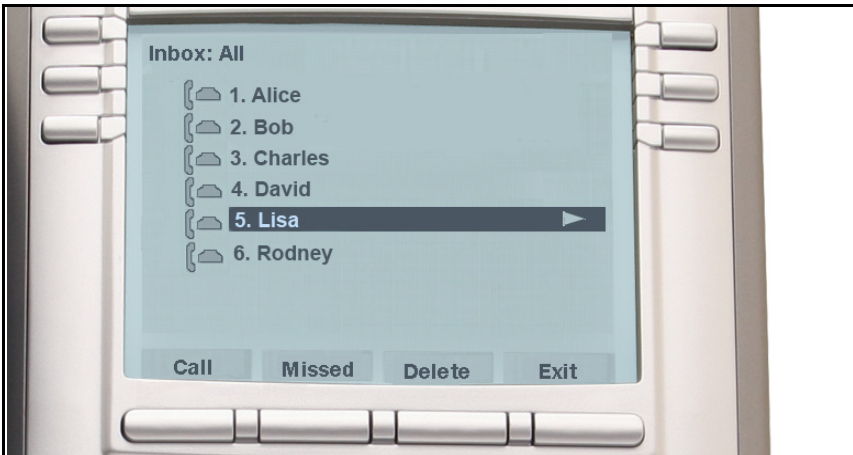 Inbox: All
1. Alice
2. Bob
3. Charles
4. David
5. Lisa
6. Rodney
Call Missed Delete Exit